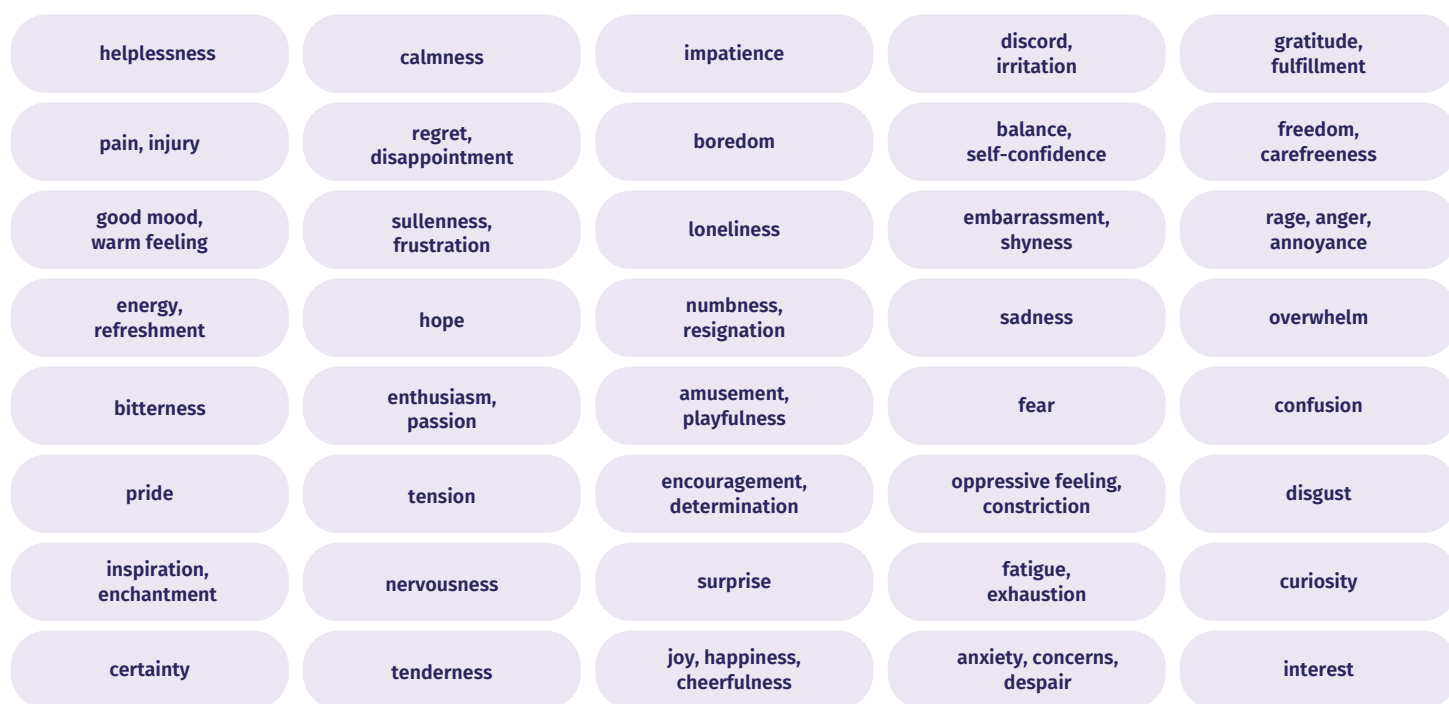 helplessness
calmness
impatience
discord,
irritation
gratitude,
fulfillment
pain, injury
regret,
disappointment
boredom
balance,
self-confidence
freedom,
carefreeness
good mood,
warm feeling
sullenness,
frustration
loneliness
embarrassment,
shyness
rage, anger,
annoyance
energy,
refreshment
hope
numbness,
resignation
sadness
overwhelm
bitterness
enthusiasm,
passion
amusement,
playfulness
fear
confusion
pride
tension
encouragement,
determination
oppressive feeling,
constriction
disgust
inspiration,
enchantment
nervousness
surprise
fatigue,
exhaustion
curiosity
certainty
tenderness
joy, happiness,
cheerfulness
anxiety, concerns,
despair
interest